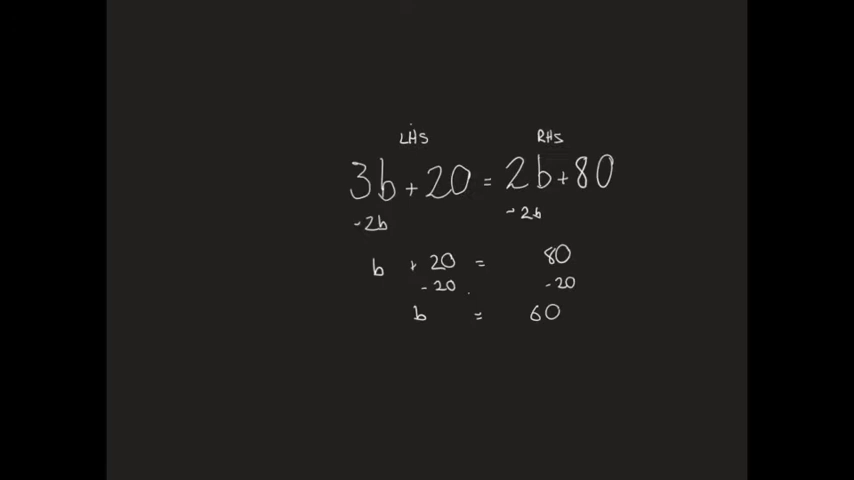 LHS RHS
3b + 20 = 2b + 80
-2b -2b
b + 20 = 80
-20 -20
b = 60